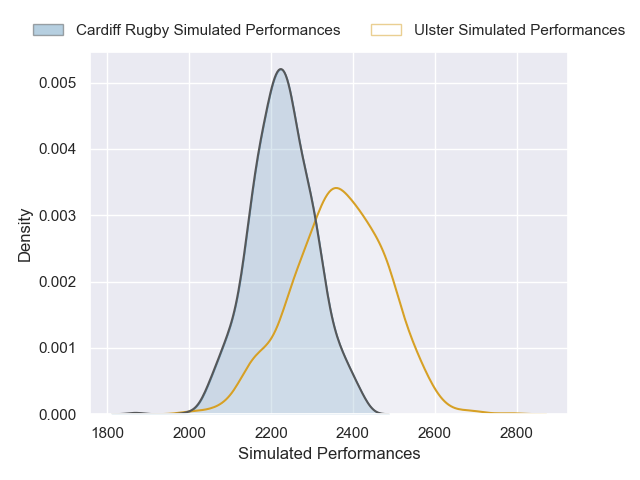 Cardiff Rugby Simulated Performances Ulster Simulated Performances
0.005
0.004
0.003
0.002
0.001
0.000
Density
1800 2000 2200 2400 2600 2800
Simulated Performances